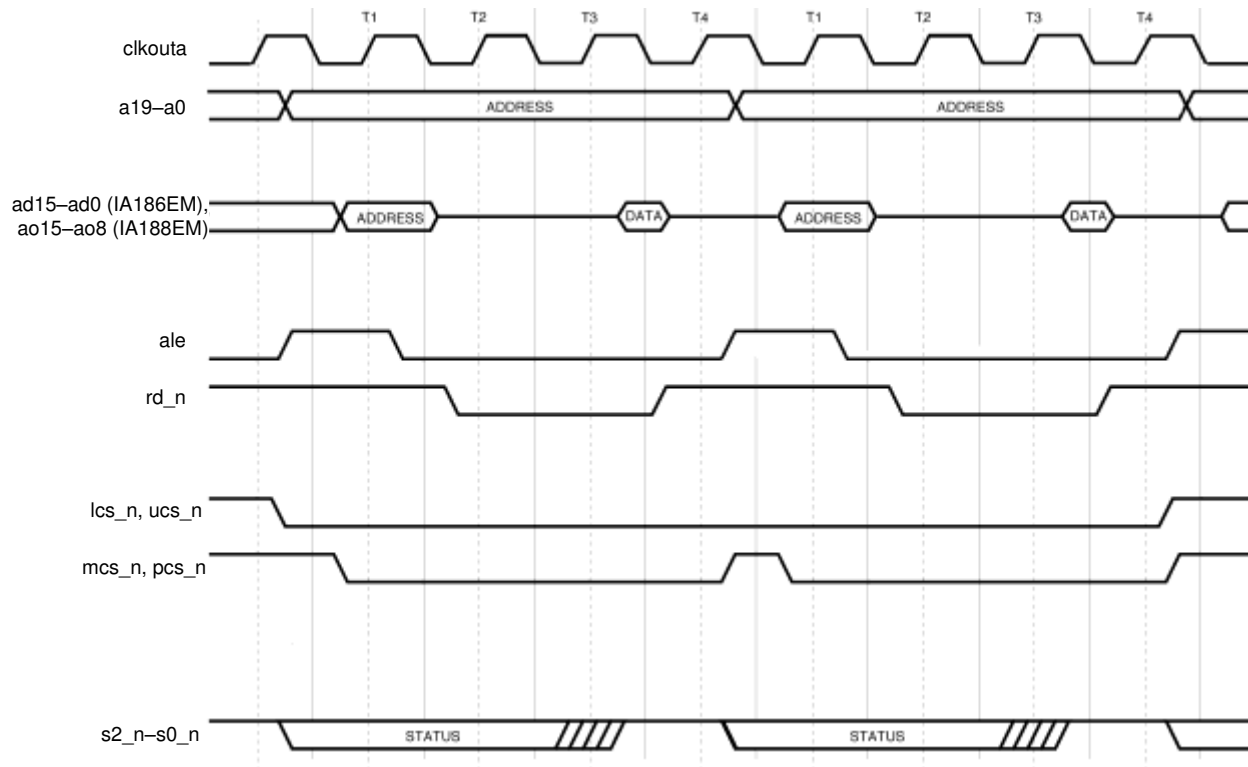 T1 T2 T3 T4 T1 T2 T3 T4
clkouta
a19–a0 ADDRESS ADDRESS
ad15–ad0 (IA186EM),
ao15–ao8 (IA188EM) ADDRESS DATA ADDRESS DATA
ale
rd_n
lcs_n, ucs_n
mcs_n, pcs_n
s2_n–s0_n STATUS STATUS